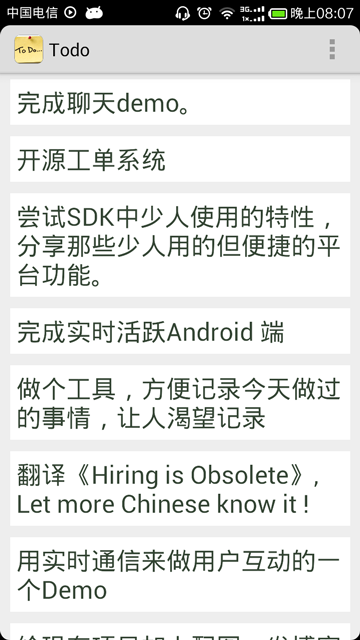 中国电信 3G 1x 晚上08:07
To Do... Todo
完成聊天demo。
开源工单系统
尝试SDK中少人使用的特性，
分享那些少人用的但便捷的平
台功能。
完成实时活跃Android 端
做个工具，方便记录今天做过
的事情，让人渴望记录
翻译《Hiring is Obsolete》,
Let more Chinese know it !
用实时通信来做用户互动的一
个Demo